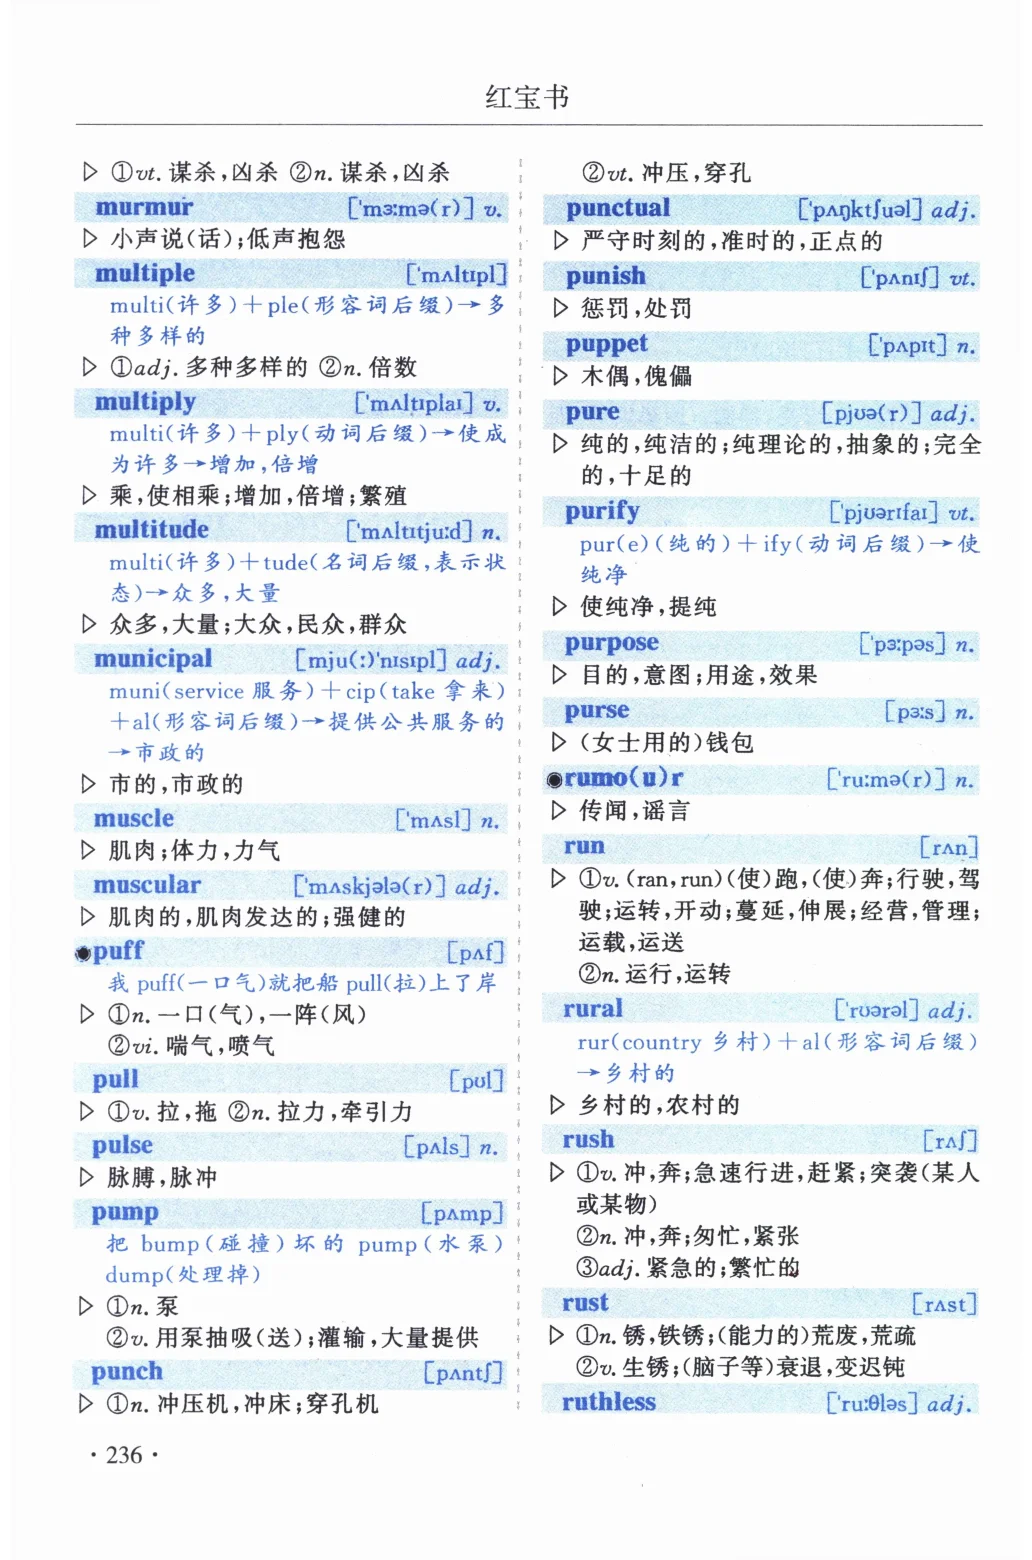 红宝书
▷ ①vt. 谋杀,凶杀 ②n. 谋杀,凶杀
murmur ['mɜːmə(r)] v.
▷ 小声说(话);低声抱怨
multiple ['mʌltɪpl]
multi(许多)+ple(形容词后缀)→多
种多样的
▷ ①adj. 多种多样的 ②n. 倍数
multiply ['mʌltɪplaɪ] v.
multi(许多)+ply(动词后缀)→使成
为许多→增加,倍增
▷ 乘,使相乘;增加,倍增;繁殖
multitude ['mʌltɪtjuːd] n.
multi(许多)+tude(名词后缀,表示状
态)→众多,大量
▷ 众多,大量;大众,民众,群众
municipal [mju(ː)'nɪsɪpl] adj.
muni(service 服务)+cip(take 拿来)
+al(形容词后缀)→提供公共服务的
→市政的
▷ 市的,市政的
muscle ['mʌsl] n.
▷ 肌肉;体力,力气
muscular ['mʌskjələ(r)] adj.
▷ 肌肉的,肌肉发达的;强健的
●puff [pʌf]
我 puff(一口气)就把船 pull(拉)上了岸
▷ ①n. 一口(气),一阵(风)
②vi. 喘气,喷气
pull [pʊl]
▷ ①v. 拉,拖 ②n. 拉力,牵引力
pulse [pʌls] n.
▷ 脉膊,脉冲
pump [pʌmp]
把 bump(碰撞)坏的 pump(水泵)
dump(处理掉)
▷ ①n. 泵
②v. 用泵抽吸(送);灌输,大量提供
punch [pʌntʃ]
▷ ①n. 冲压机,冲床;穿孔机
②vt. 冲压,穿孔
punctual ['pʌŋktʃuəl] adj.
▷ 严守时刻的,准时的,正点的
punish ['pʌnɪʃ] vt.
▷ 惩罚,处罚
puppet ['pʌpɪt] n.
▷ 木偶,傀儡
pure [pjʊə(r)] adj.
▷ 纯的,纯洁的;纯理论的,抽象的;完全
的,十足的
purify ['pjʊərɪfaɪ] vt.
pur(e)(纯的)+ify(动词后缀)→使
纯净
▷ 使纯净,提纯
purpose ['pɜːpəs] n.
▷ 目的,意图;用途,效果
purse [pɜːs] n.
▷ (女士用的)钱包
●rumo(u)r ['ruːmə(r)] n.
▷ 传闻,谣言
run [rʌn]
▷ ①v. (ran,run)(使)跑,(使)奔;行驶,驾
驶;运转,开动;蔓延,伸展;经营,管理;
运载,运送
②n. 运行,运转
rural ['rʊərəl] adj.
rur(country 乡村)+al(形容词后缀)
→乡村的
▷ 乡村的,农村的
rush [rʌʃ]
▷ ①v. 冲,奔;急速行进,赶紧;突袭(某人
或某物)
②n. 冲,奔;匆忙,紧张
③adj. 紧急的;繁忙的
rust [rʌst]
▷ ①n. 锈,铁锈;(能力的)荒废,荒疏
②v. 生锈;(脑子等)衰退,变迟钝
ruthless ['ruːθləs] adj.
· 236 ·